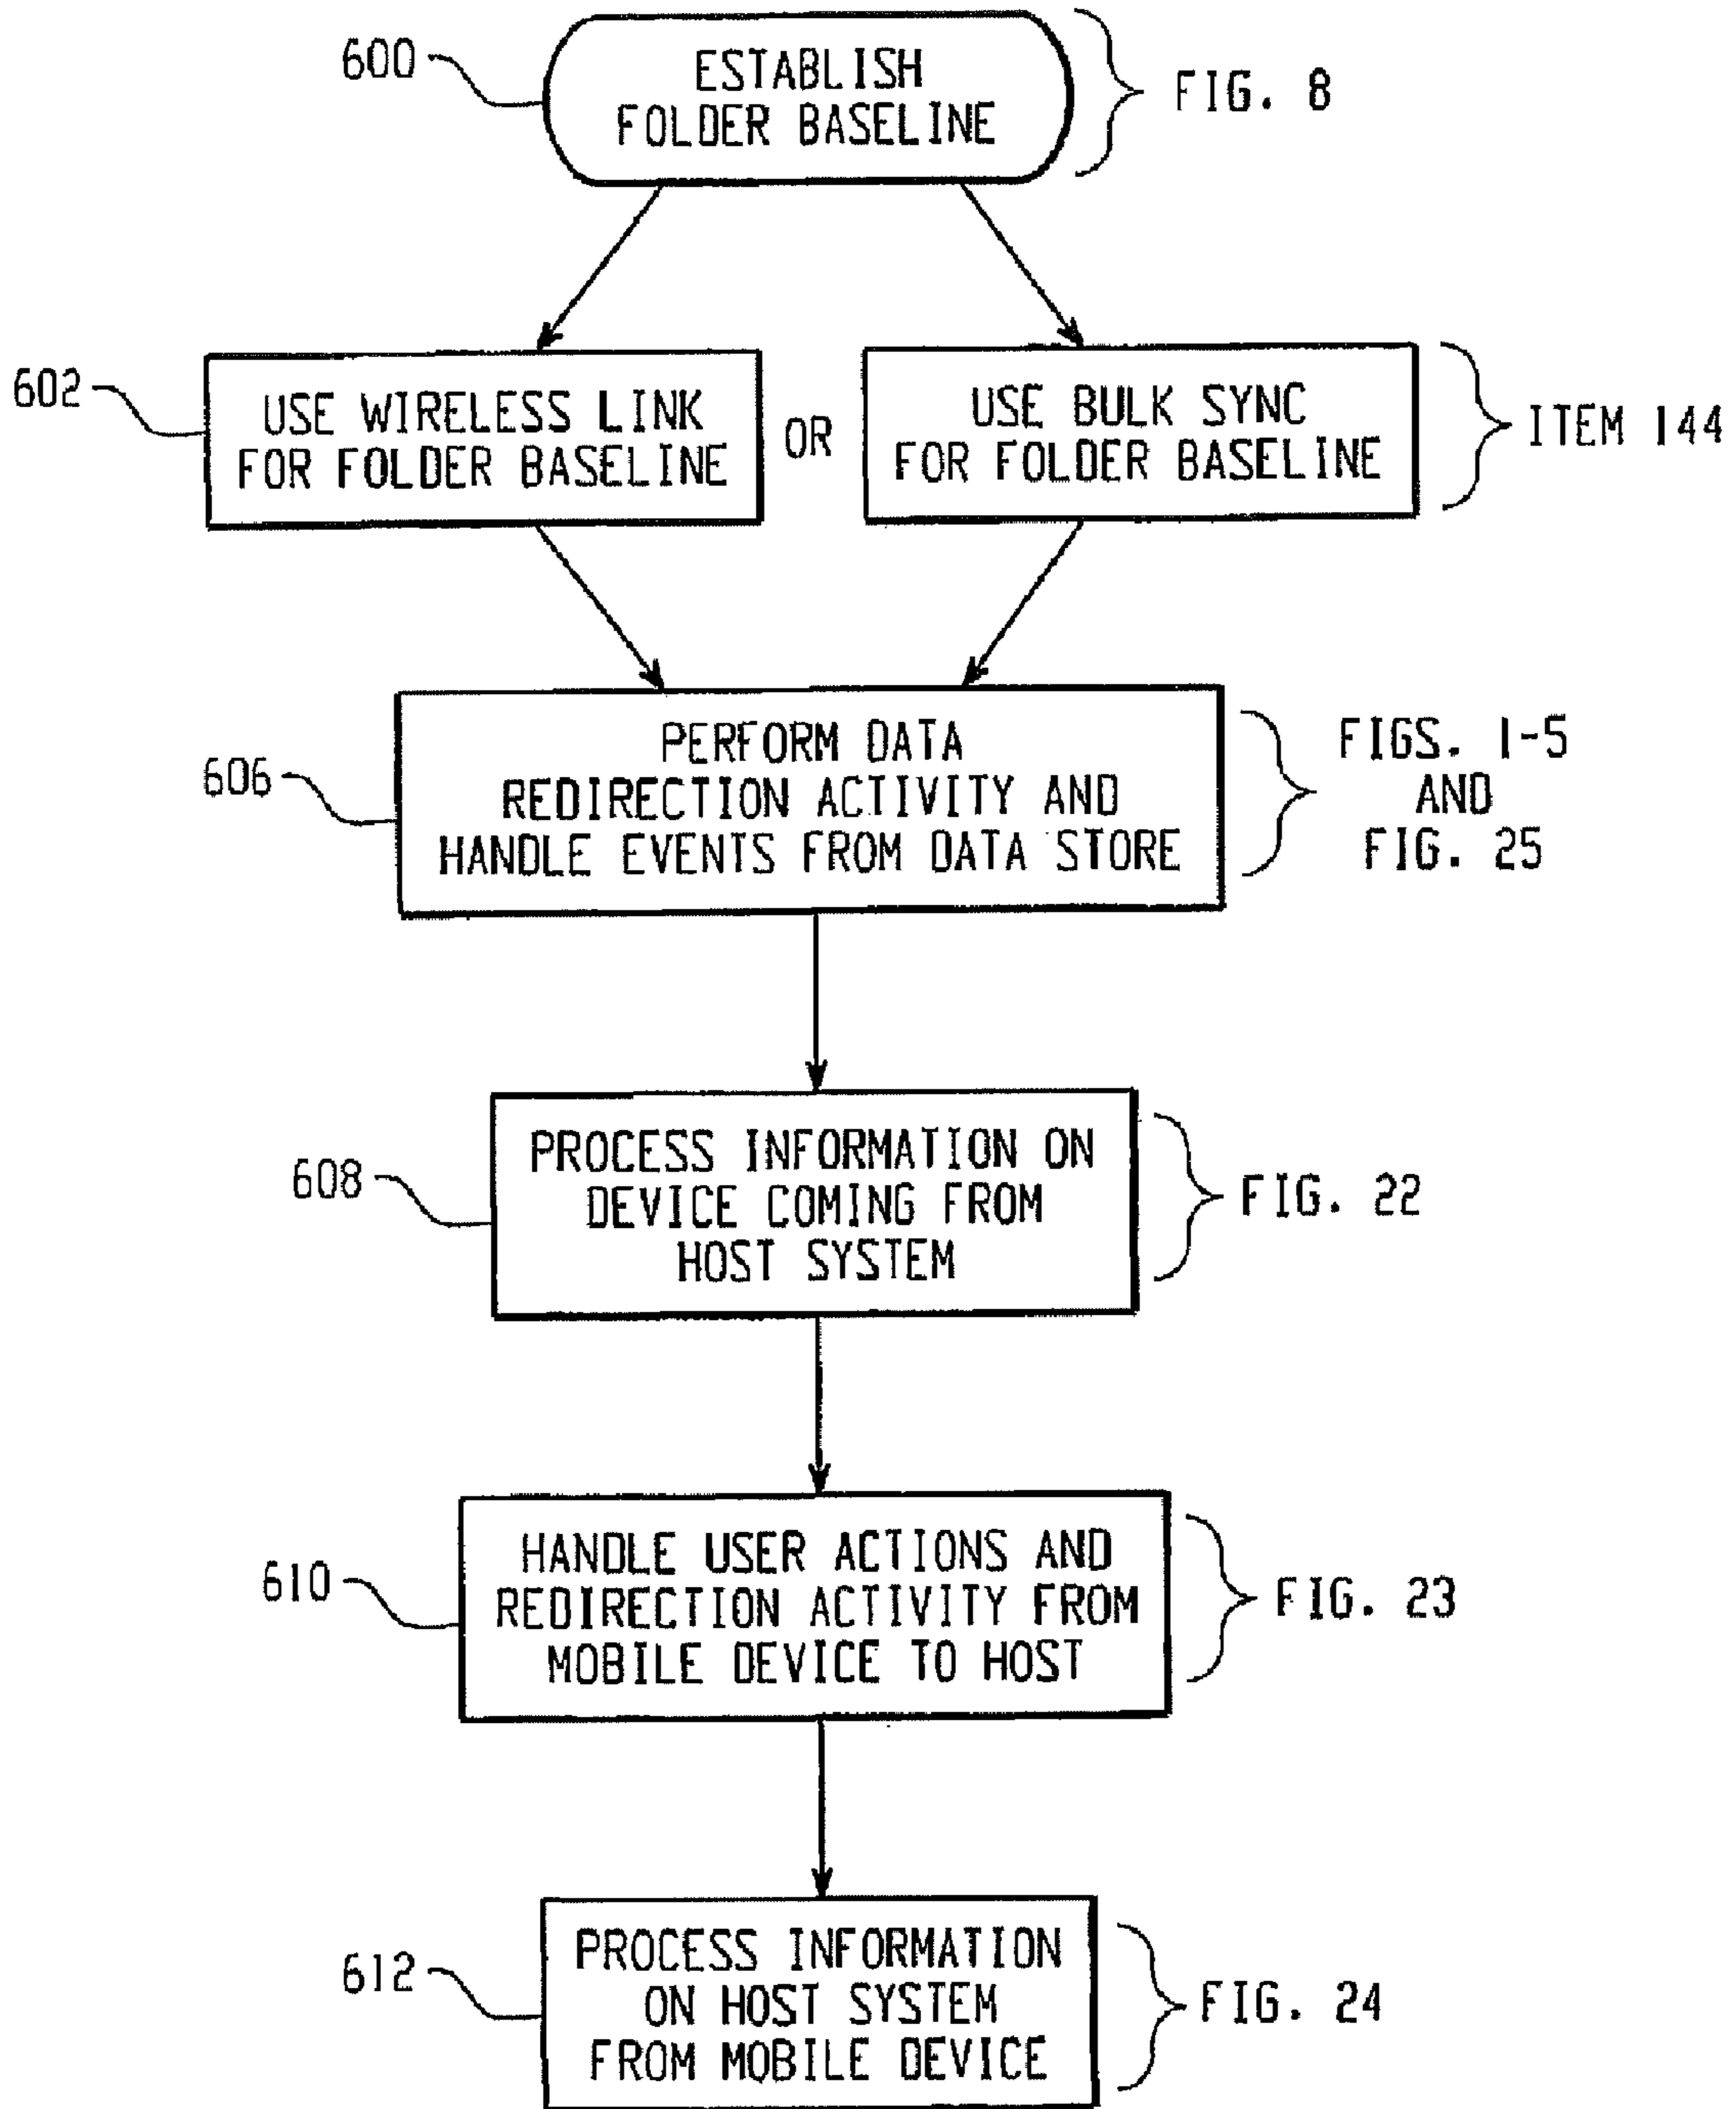 600
ESTABLISH
FOLDER BASELINE
FIG. 8
602
USE WIRELESS LINK
FOR FOLDER BASELINE
OR
USE BULK SYNC
FOR FOLDER BASELINE
ITEM 144
606
PERFORM DATA
REDIRECTION ACTIVITY AND
HANDLE EVENTS FROM DATA STORE
FIGS. 1-5
AND
FIG. 25
608
PROCESS INFORMATION ON
DEVICE COMING FROM
HOST SYSTEM
FIG. 22
610
HANDLE USER ACTIONS AND
REDIRECTION ACTIVITY FROM
MOBILE DEVICE TO HOST
FIG. 23
612
PROCESS INFORMATION
ON HOST SYSTEM
FROM MOBILE DEVICE
FIG. 24